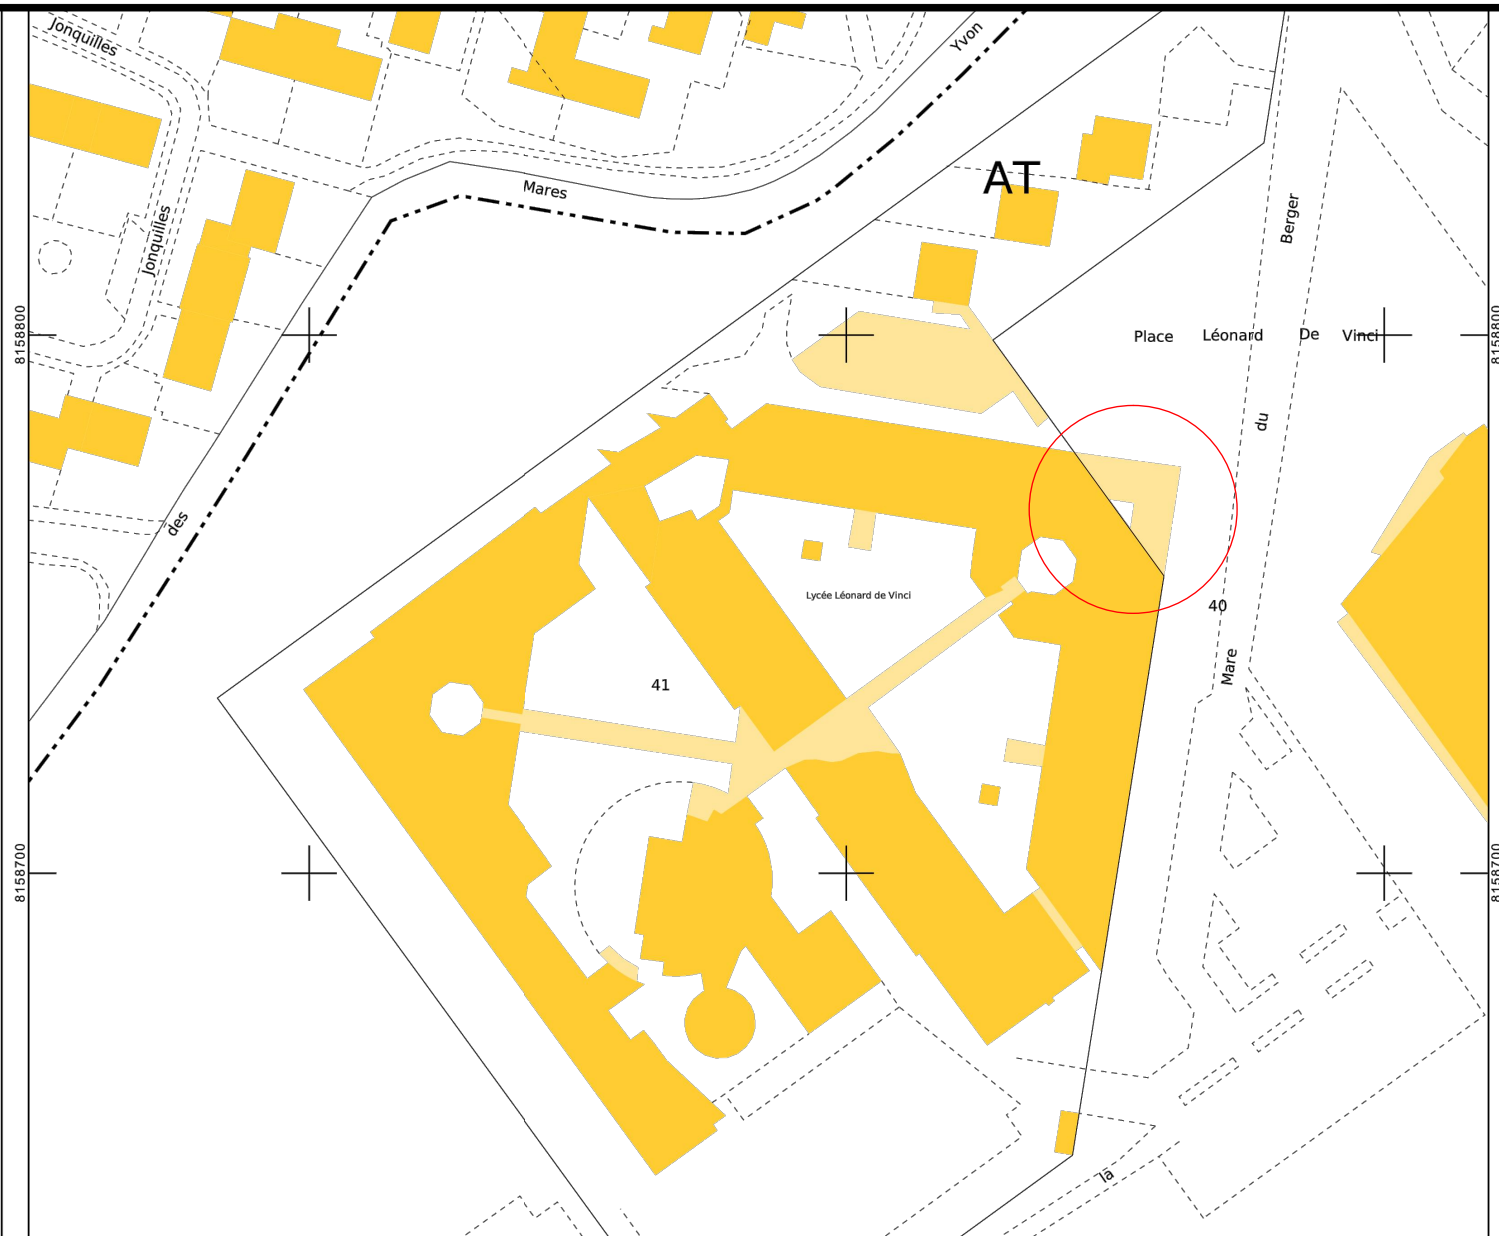 Jonquilles
Yvon
AT
Mares
Berger
Jonquilles
8158800
Place Léonard De Vinci
8158800
du
des
Lycée Léonard de Vinci
40
41
Mare
8158700
8158700
la